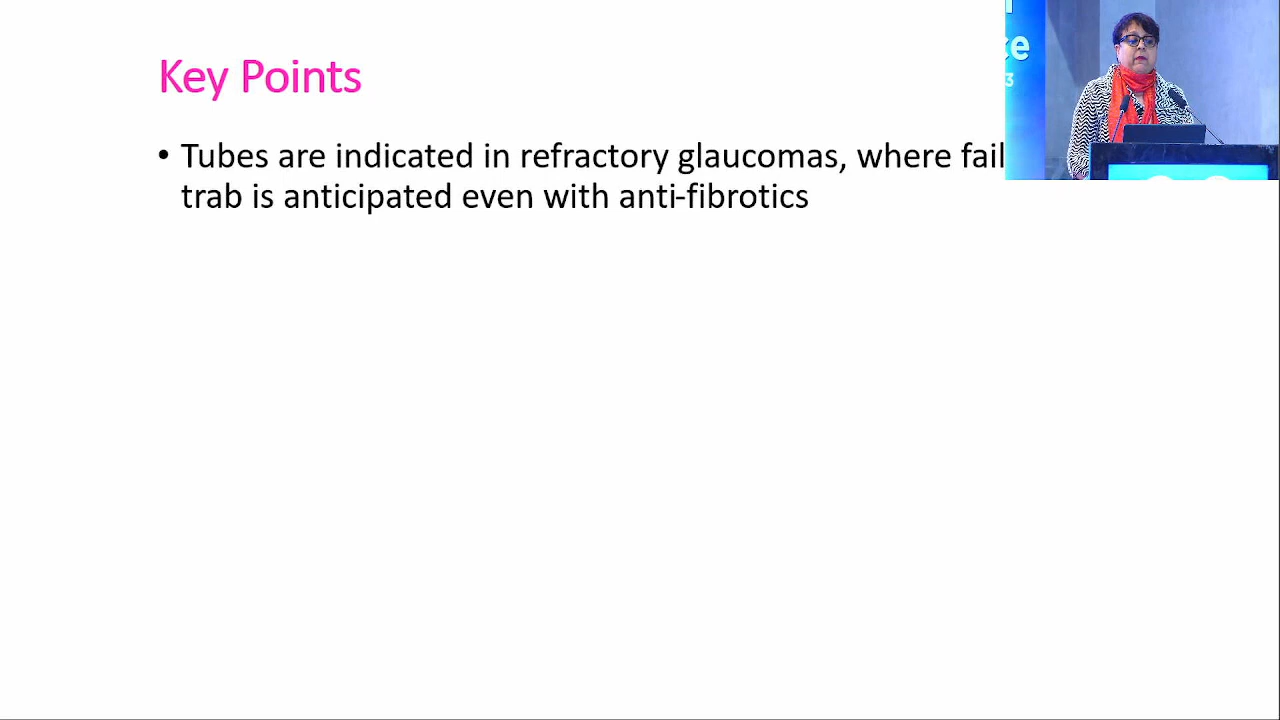 Key Points
• Tubes are indicated in refractory glaucomas, where fail
trab is anticipated even with anti-fibrotics